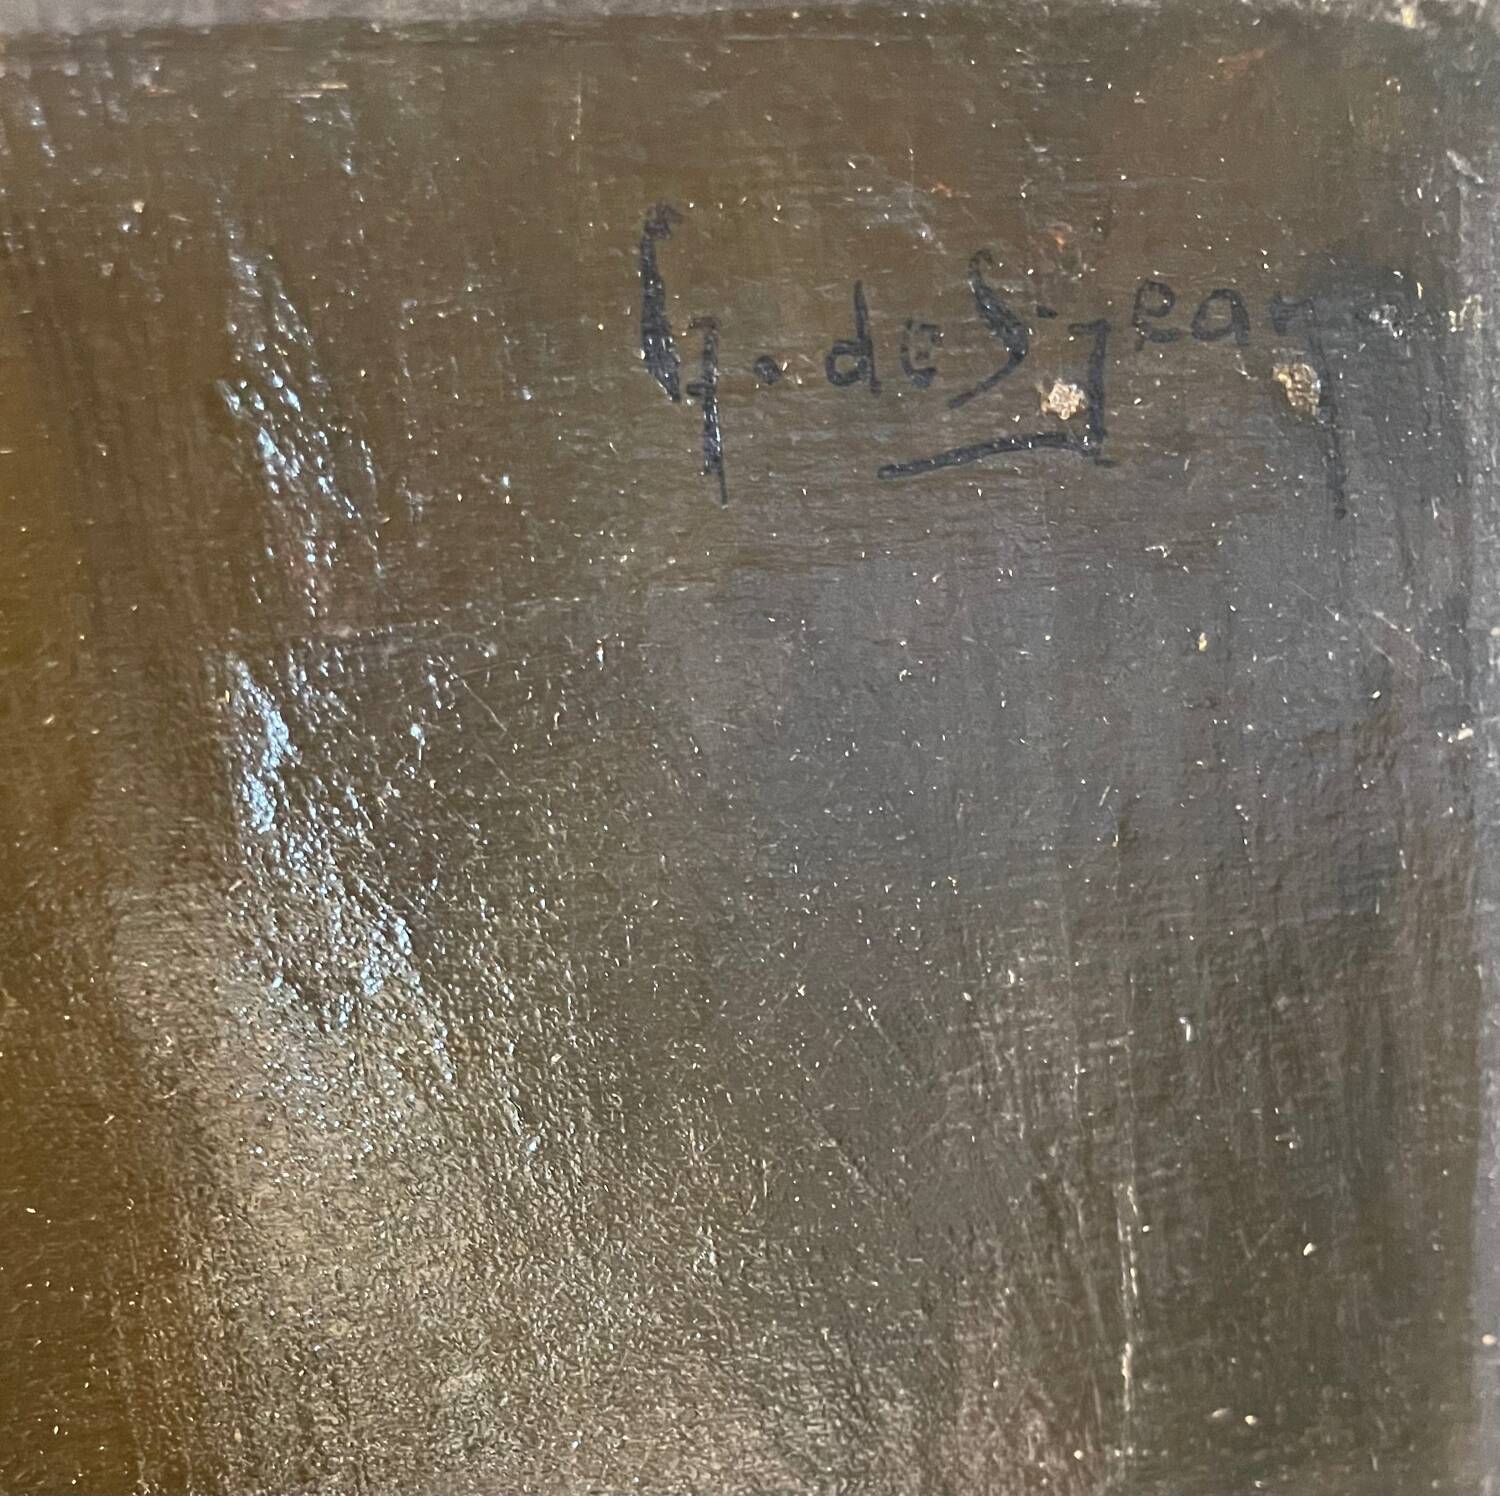 G. de S. Jean